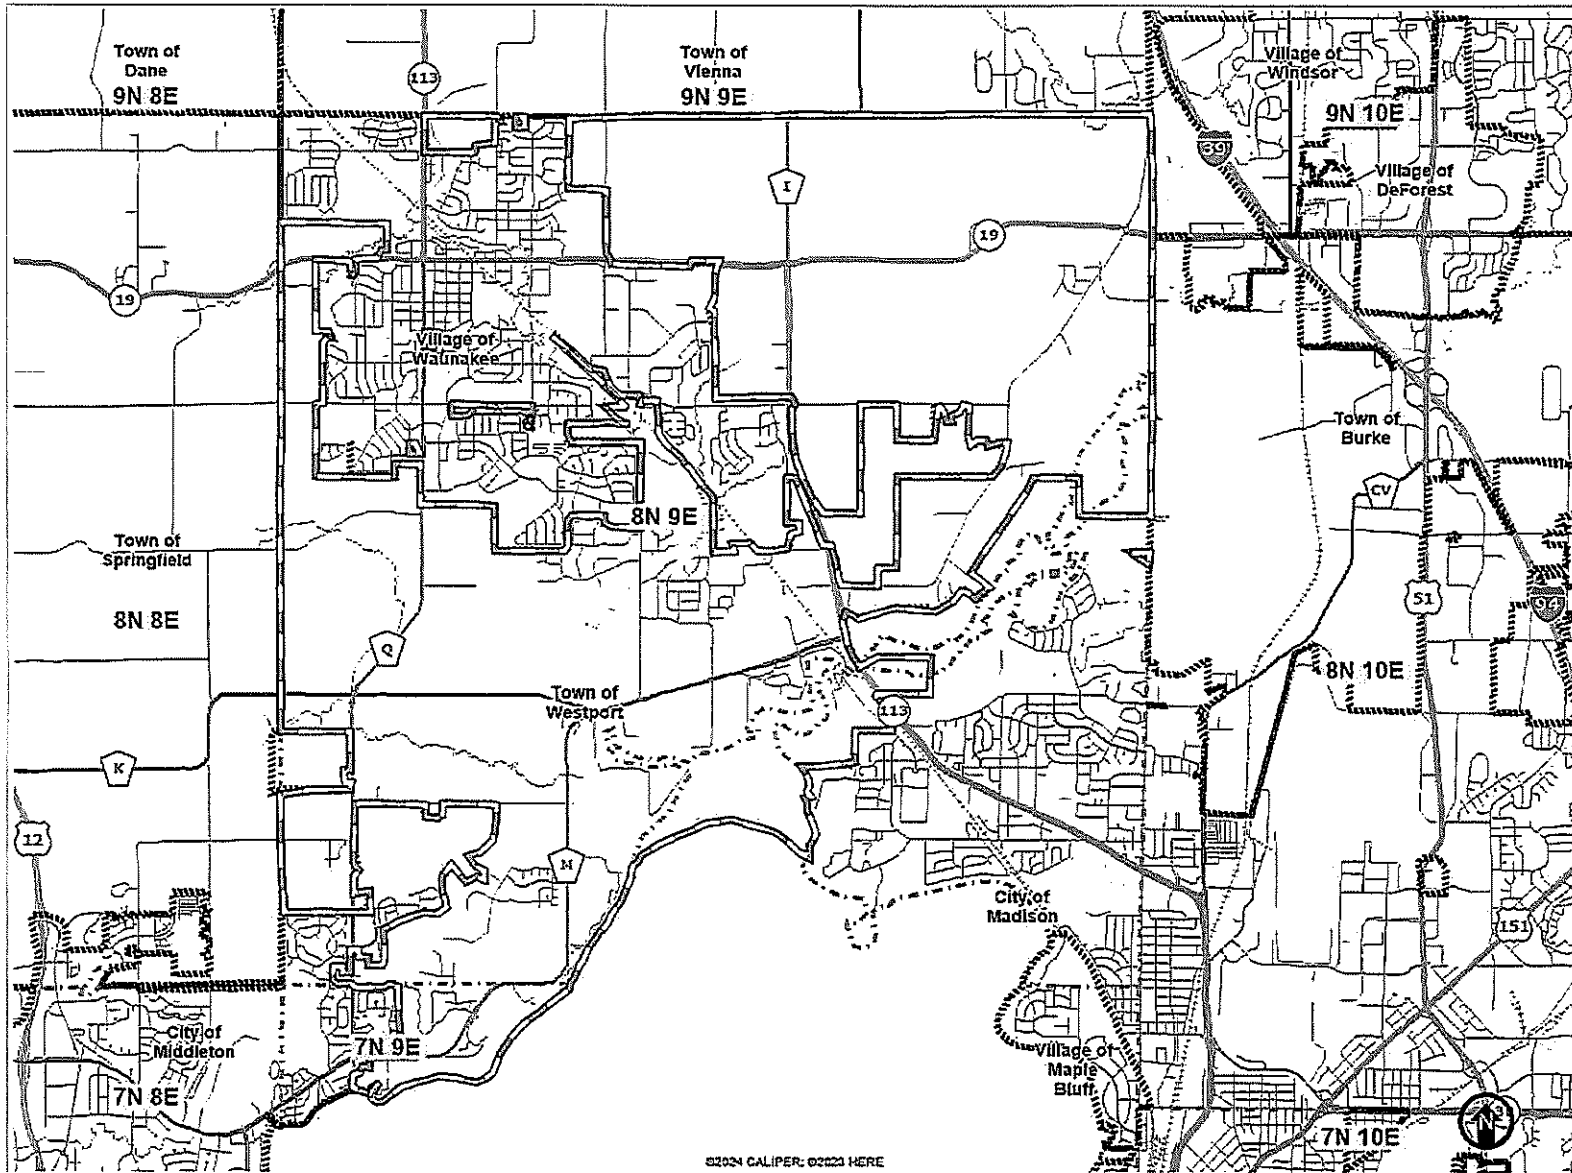 Town of
Dane
9N 8E
113
Town of
Vienna
9N 9E
Village of
Windsor
9N 10E
39
Village of
DeForest
I
19
19
Village of
Waunakee
Town of
Burke
CV
8N 9E
Town of
Springfield
8N 8E
51
94
Q
8N 10E
Town of
Westport
113
K
12
M
City of
Madison
151
City of
Middleton
7N 9E
Village of
Maple
Bluff
7N 8E
N
7N 10E
©2024 CALIPER; ©2023 HERE